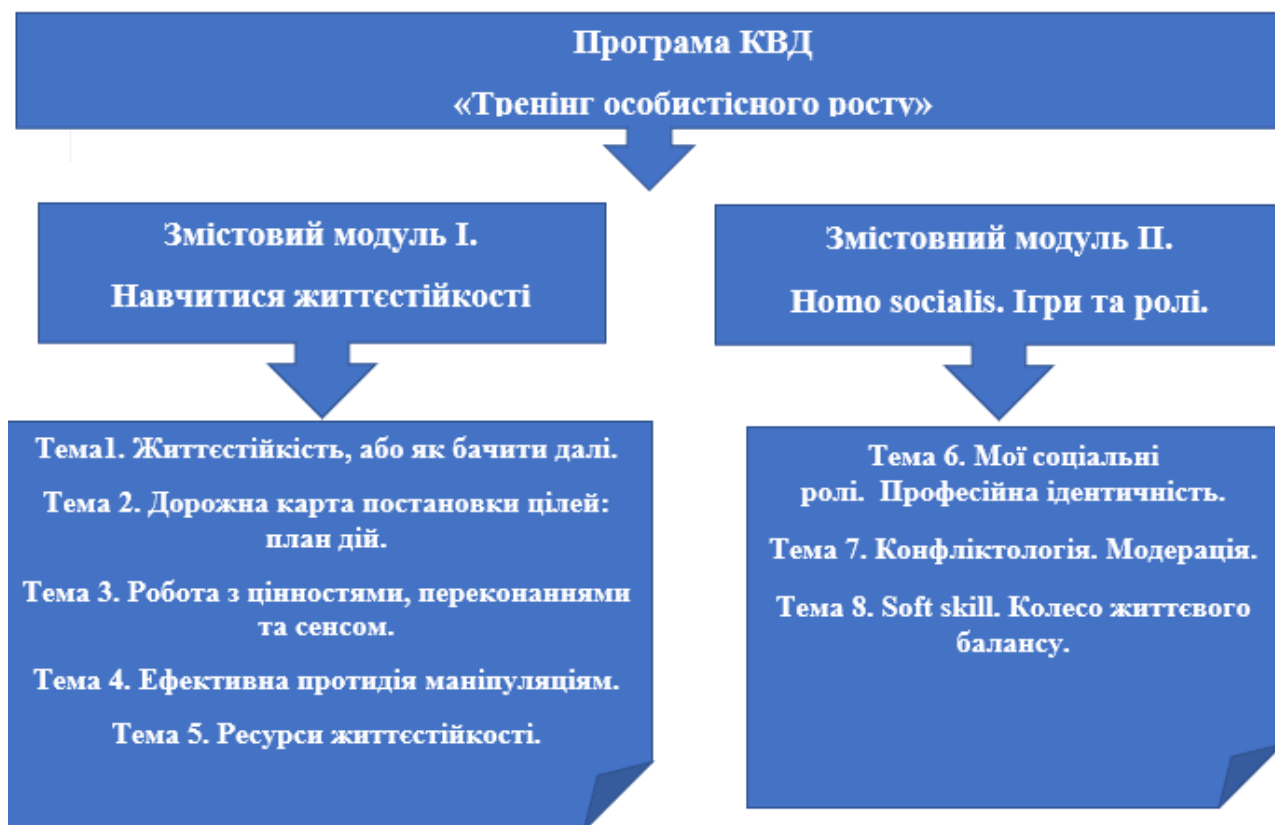 Програма КВД
«Тренінг особистісного росту»
Змістовий модуль І.
Навчитися життєстійкості
Змістовний модуль ІІ.
Homo socialis. Ігри та ролі.
Тема1. Життєстійкість, або як бачити далі.
Тема 2. Дорожна карта постановки цілей:
план дій.
Тема 3. Робота з цінностями, переконаннями
та сенсом.
Тема 4. Ефективна протидія маніпуляціям.
Тема 5. Ресурси життєстійкості.
Тема 6. Мої соціальні
ролі.  Професійна ідентичність.
Тема 7. Конфліктологія. Модерація.
Тема 8. Soft skill. Колесо життєвого
балансу.